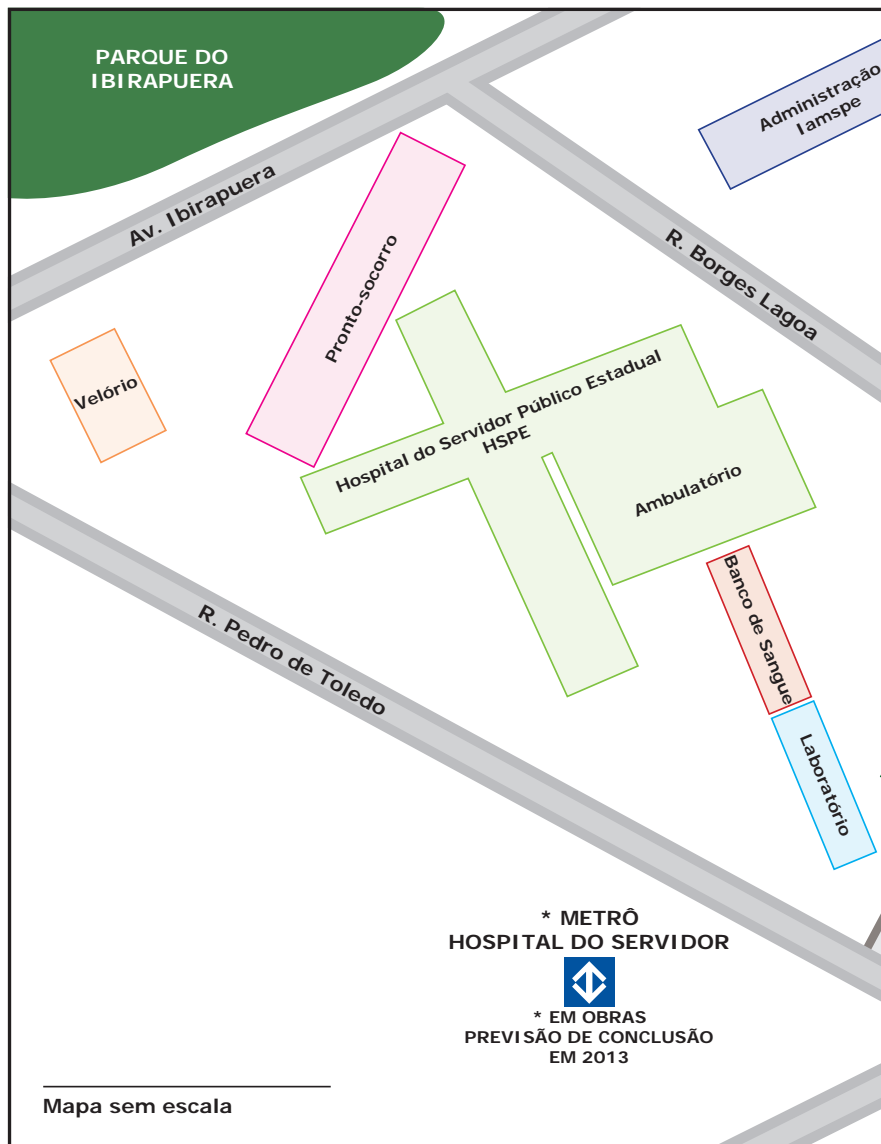 PARQUE DO
IBIRAPUERA
Administração
Iamspe
Av. Ibirapuera
R. Borges Lagoa
Pronto-socorro
Velório
Hospital do Servidor Público Estadual
HSPE
Ambulatório
Banco de Sangue
R. Pedro de Toledo
Laboratório
* METRÔ
HOSPITAL DO SERVIDOR
* EM OBRAS
PREVISÃO DE CONCLUSÃO
EM 2013
Mapa sem escala